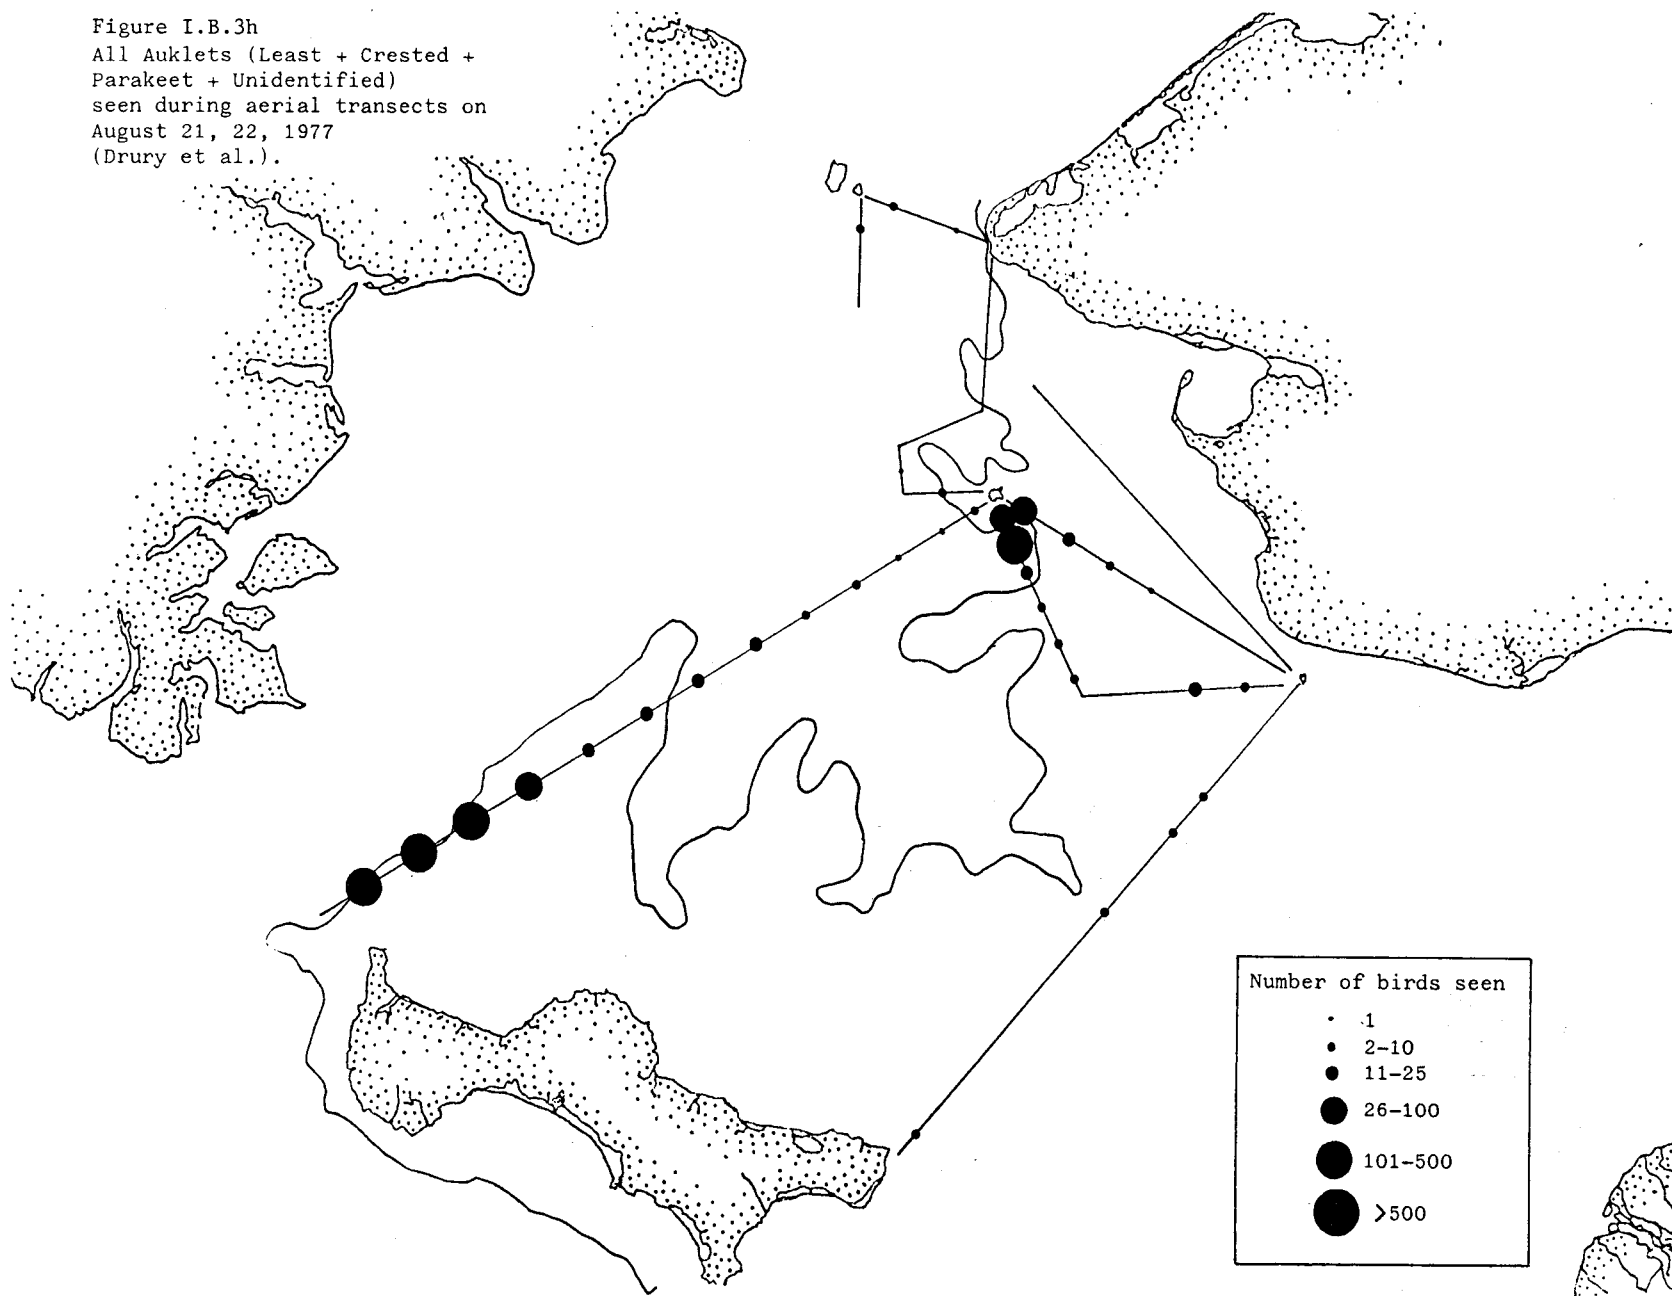 Figure I.B.3h
All Auklets (Least + Crested +
Parakeet + Unidentified)
seen during aerial transects on
August 21, 22, 1977
(Drury et al.).
Number of birds seen
1
2-10
11-25
26-100
101-500
>500